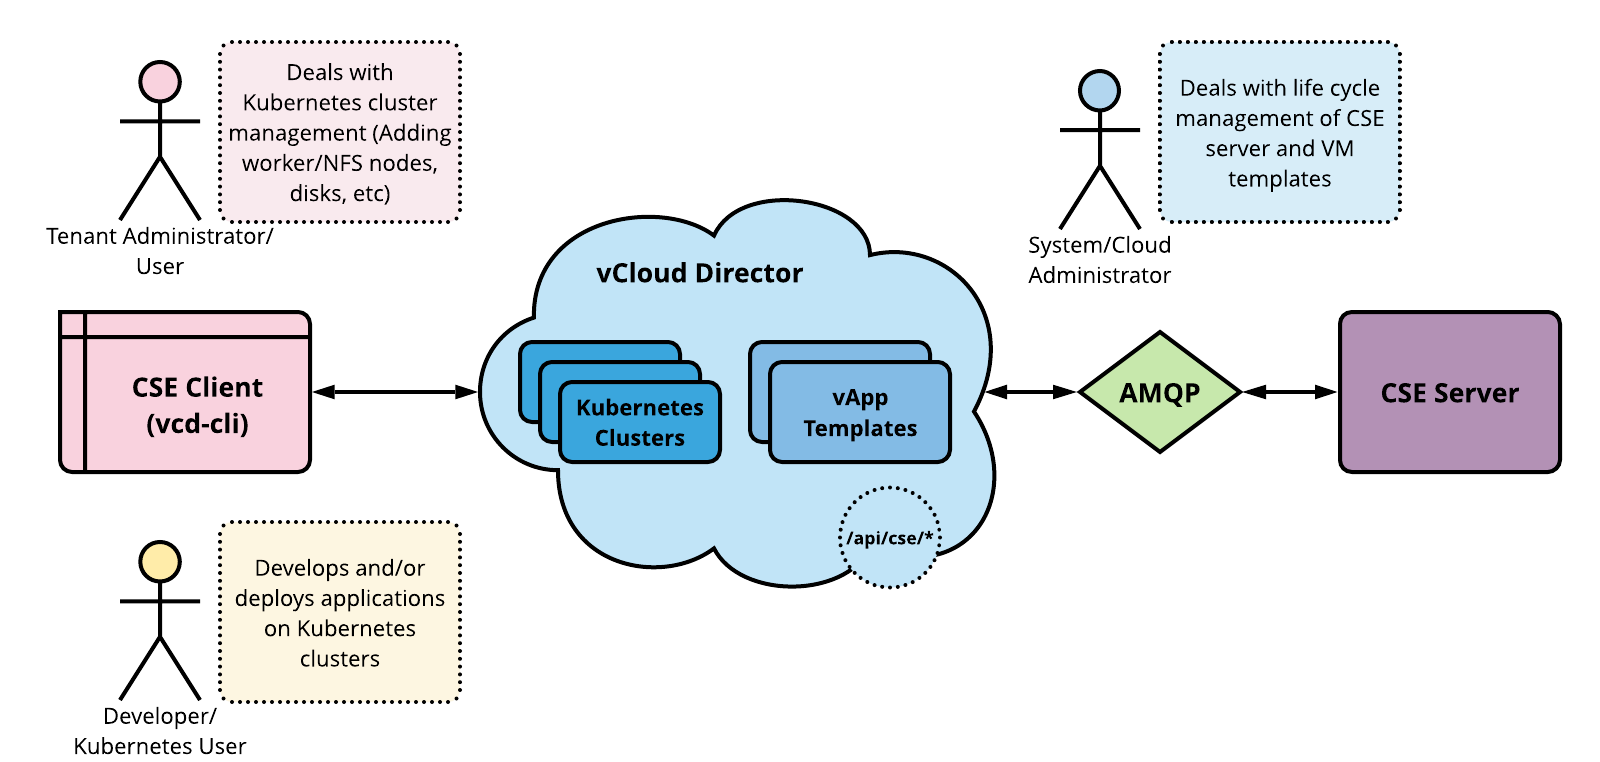 Deals with
Kubernetes cluster
management (Adding
worker/NFS nodes,
disks, etc)
Tenant Administrator/
User
Deals with life cycle
management of CSE
server and VM
templates
System/Cloud
Administrator
vCloud Director
CSE Client
(vcd-cli)
Kubernetes
Clusters
vApp
Templates
/api/cse/*
AMQP
CSE Server
Develops and/or
deploys applications
on Kubernetes
clusters
Developer/
Kubernetes User